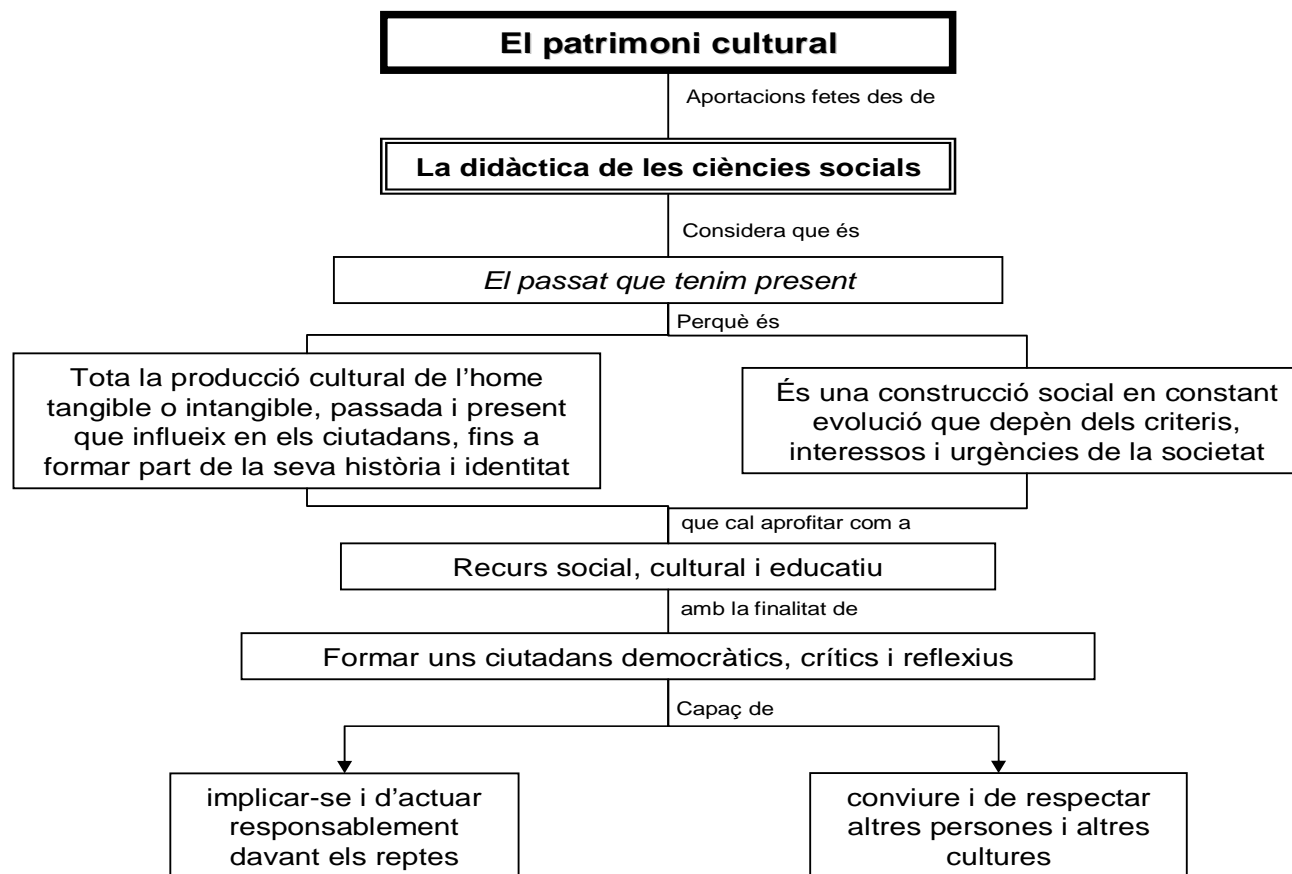 El patrimoni cultural
Aportacions fetes des de
La didàctica de les ciències socials
Considera que és
El passat que tenim present
Perquè és
Tota la producció cultural de l'home
tangible o intangible, passada i present
que influeix en els ciutadans, fins a
formar part de la seva història i identitat
És una construcció social en constant
evolució que depèn dels criteris,
interessos i urgències de la societat
que cal aprofitar com a
Recurs social, cultural i educatiu
amb la finalitat de
Formar uns ciutadans democràtics, crítics i reflexius
Capaç de
implicar-se i d'actuar
responsablement
davant els reptes
conviure i de respectar
altres persones i altres
cultures